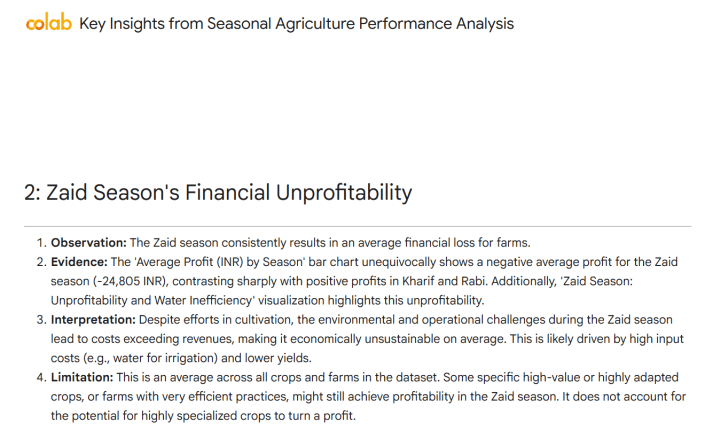 colab Key Insights from Seasonal Agriculture Performance Analysis
2: Zaid Season's Financial Unprofitability
1. Observation: The Zaid season consistently results in an average financial loss for farms.
2. Evidence: The 'Average Profit (INR) by Season' bar chart unequivocally shows a negative average profit for the Zaid
season (-24,805 INR), contrasting sharply with positive profits in Kharif and Rabi. Additionally, 'Zaid Season:
Unprofitability and Water Inefficiency' visualization highlights this unprofitability.
3. Interpretation: Despite efforts in cultivation, the environmental and operational challenges during the Zaid season
lead to costs exceeding revenues, making it economically unsustainable on average. This is likely driven by high input
costs (e.g., water for irrigation) and lower yields.
4. Limitation: This is an average across all crops and farms in the dataset. Some specific high-value or highly adapted
crops, or farms with very efficient practices, might still achieve profitability in the Zaid season. It does not account for
the potential for highly specialized crops to turn a profit.